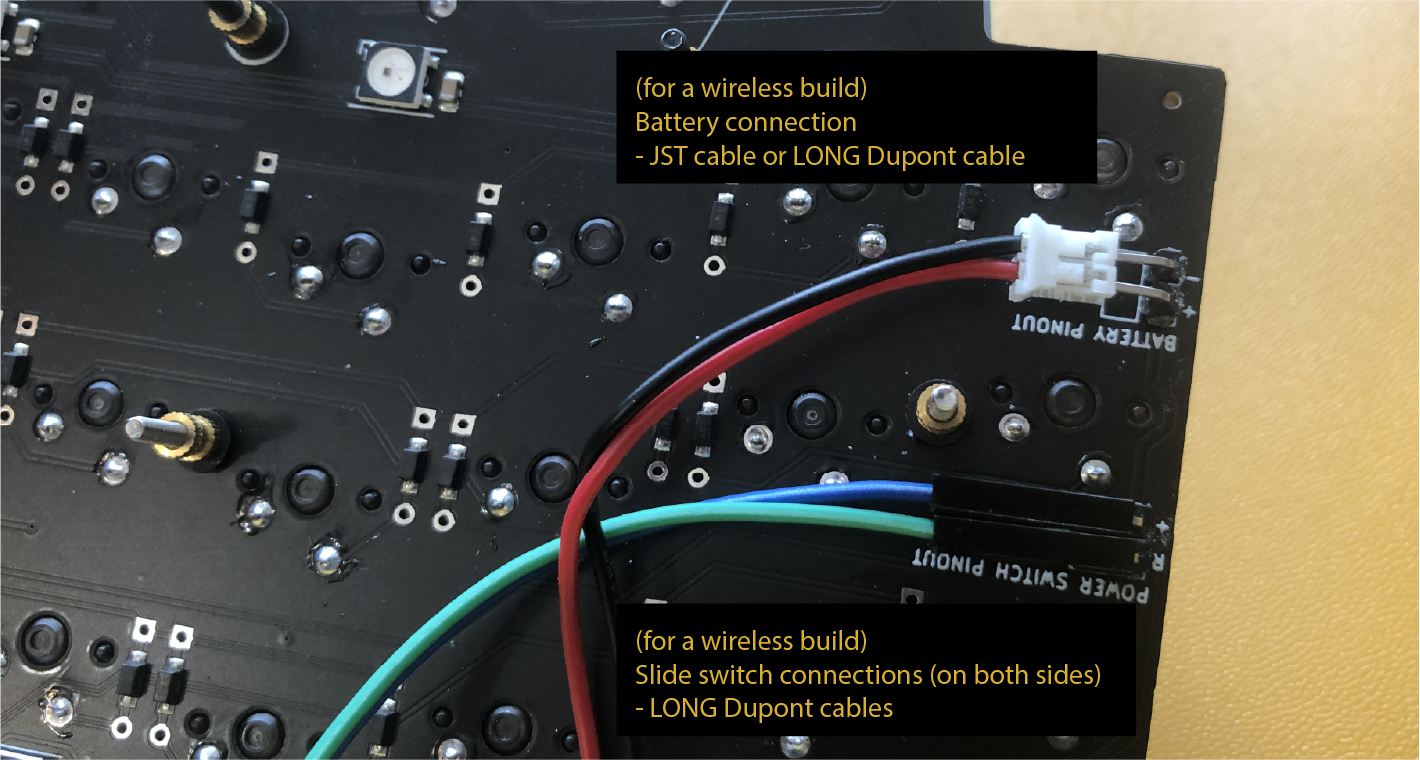 (for a wireless build)
Battery connection
- JST cable or LONG Dupont cable
-
+
BATTERY PINOUT
+
R
POWER SWITCH PINOUT
(for a wireless build)
Slide switch connections (on both sides)
- LONG Dupont cables